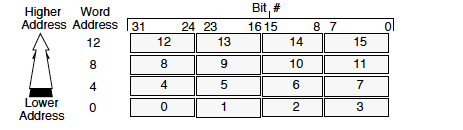 Higher Word Bit #
Address Address 31 24 23 16 15 8 7 0
12 12 13 14 15
8 8 9 10 11
4 4 5 6 7
Lower 0 0 1 2 3
Address